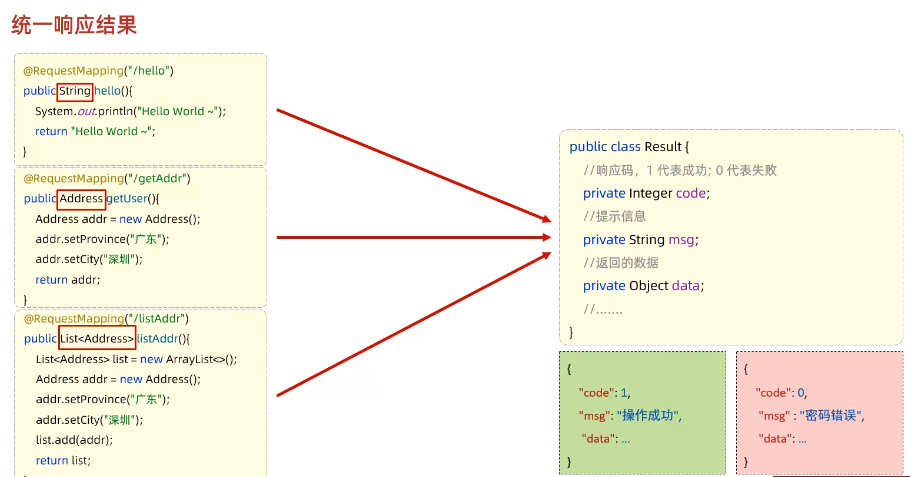 统一响应结果
@RequestMapping("/hello")
public String hello(){
System.out.println("Hello World ~");
return "Hello World ~";
}
@RequestMapping("/getAddr")
public Address getUser(){
Address addr = new Address();
addr.setProvince("广东");
addr.setCity("深圳");
return addr;
}
@RequestMapping("/listAddr")
public List<Address> listAddr(){
List<Address> list = new ArrayList<>();
Address addr = new Address();
addr.setProvince("广东");
addr.setCity("深圳");
list.add(addr);
return list;
public class Result {
//响应码，1 代表成功; 0 代表失败
private Integer code;
//提示信息
private String msg;
//返回的数据
private Object data;
//.......
}
{
"code": 1,
"msg": "操作成功",
"data": ...
}
{
"code": 0,
"msg" : "密码错误",
"data": ...
}